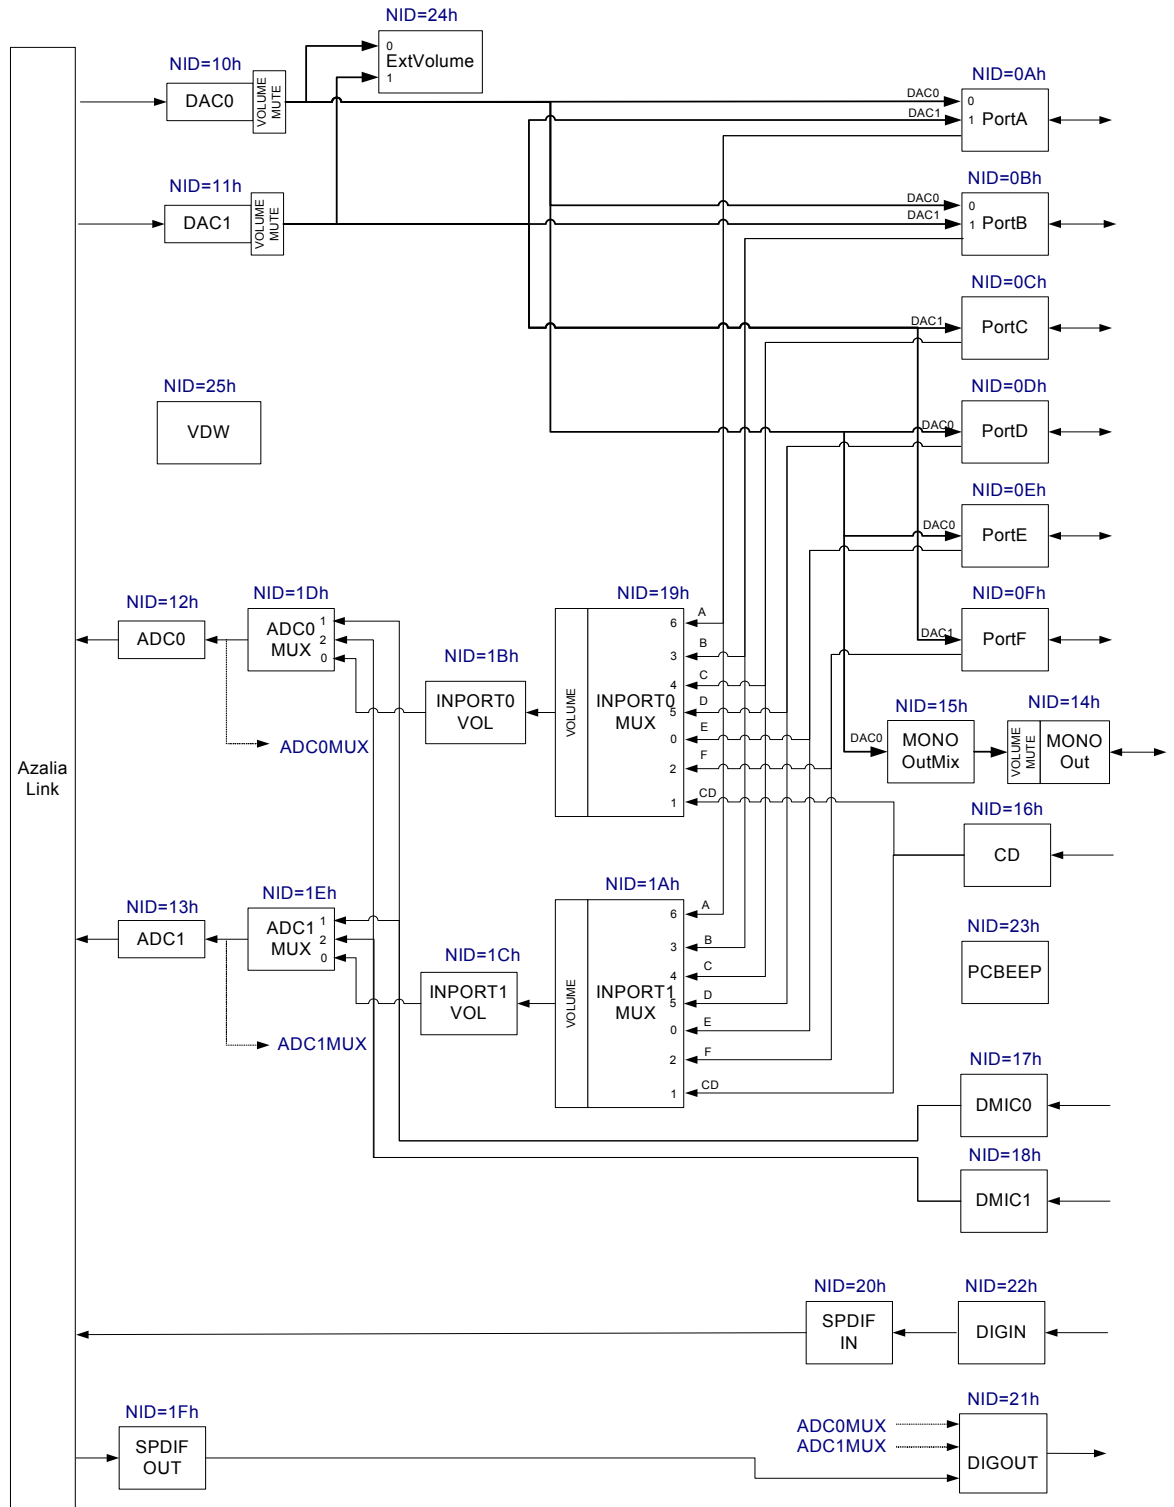 NID=24h
0
ExtVolume
1
NID=10h
DAC0
VOLUME
MUTE
NID=11h
DAC1
VOLUME
MUTE
NID=0Ah
DAC0
0
DAC1
1
PortA
NID=0Bh
DAC0
0
DAC1
1
PortB
NID=0Ch
DAC1
PortC
NID=25h
VDW
NID=0Dh
DAC0
PortD
NID=0Eh
DAC0
PortE
NID=0Fh
DAC1
PortF
NID=12h
ADC0
NID=1Dh
ADC0
MUX
1
2
0
ADC0MUX
NID=1Bh
INPORT0
VOL
NID=19h
VOLUME
INPORT0
MUX
A
6
B
3
C
4
D
5
E
0
F
2
CD
1
NID=15h
DAC0
MONO
OutMix
NID=14h
VOLUME
MUTE
MONO
Out
Azalia
Link
NID=16h
CD
NID=13h
ADC1
NID=1Eh
ADC1
MUX
1
2
0
ADC1MUX
NID=1Ch
INPORT1
VOL
NID=1Ah
VOLUME
INPORT1
MUX
A
6
B
3
C
4
D
5
E
0
F
2
CD
1
NID=23h
PCBEEP
NID=17h
DMIC0
NID=18h
DMIC1
NID=20h
SPDIF
IN
NID=22h
DIGIN
NID=1Fh
SPDIF
OUT
NID=21h
ADC0MUX
ADC1MUX
DIGOUT